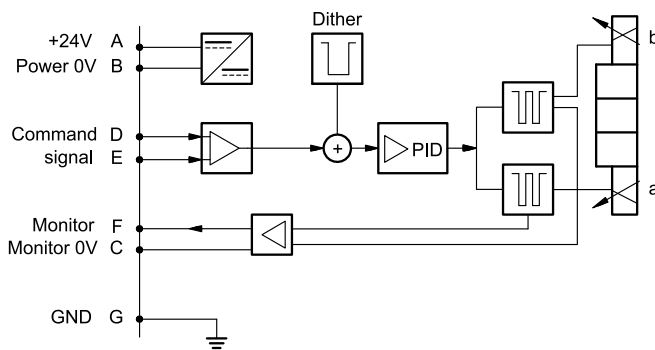 Dither
+24V A
Power 0V B
b
Command D
signal E
+
PID
a
Monitor F
Monitor 0V C
GND G